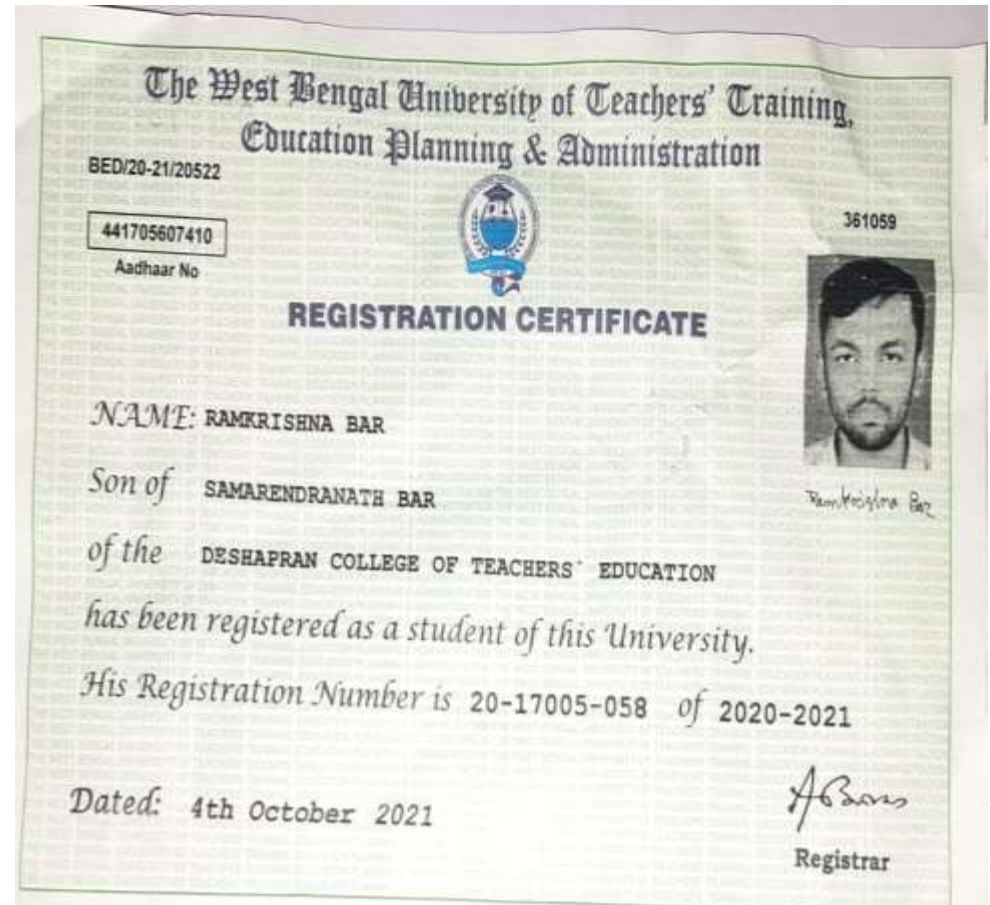 The West Bengal University of Teachers' Training,
Education Planning & Administration
BED/20-21/20522
441705607410
Aadhaar No
361059
REGISTRATION CERTIFICATE
NAME: RAMKRISHNA BAR
Ramkrishna Bar
Son of SAMARENDRANATH BAR
of the DESHAPRAN COLLEGE OF TEACHERS` EDUCATION
has been registered as a student of this University.
His Registration Number is 20-17005-058 of 2020-2021
Dated: 4th October 2021
Registrar